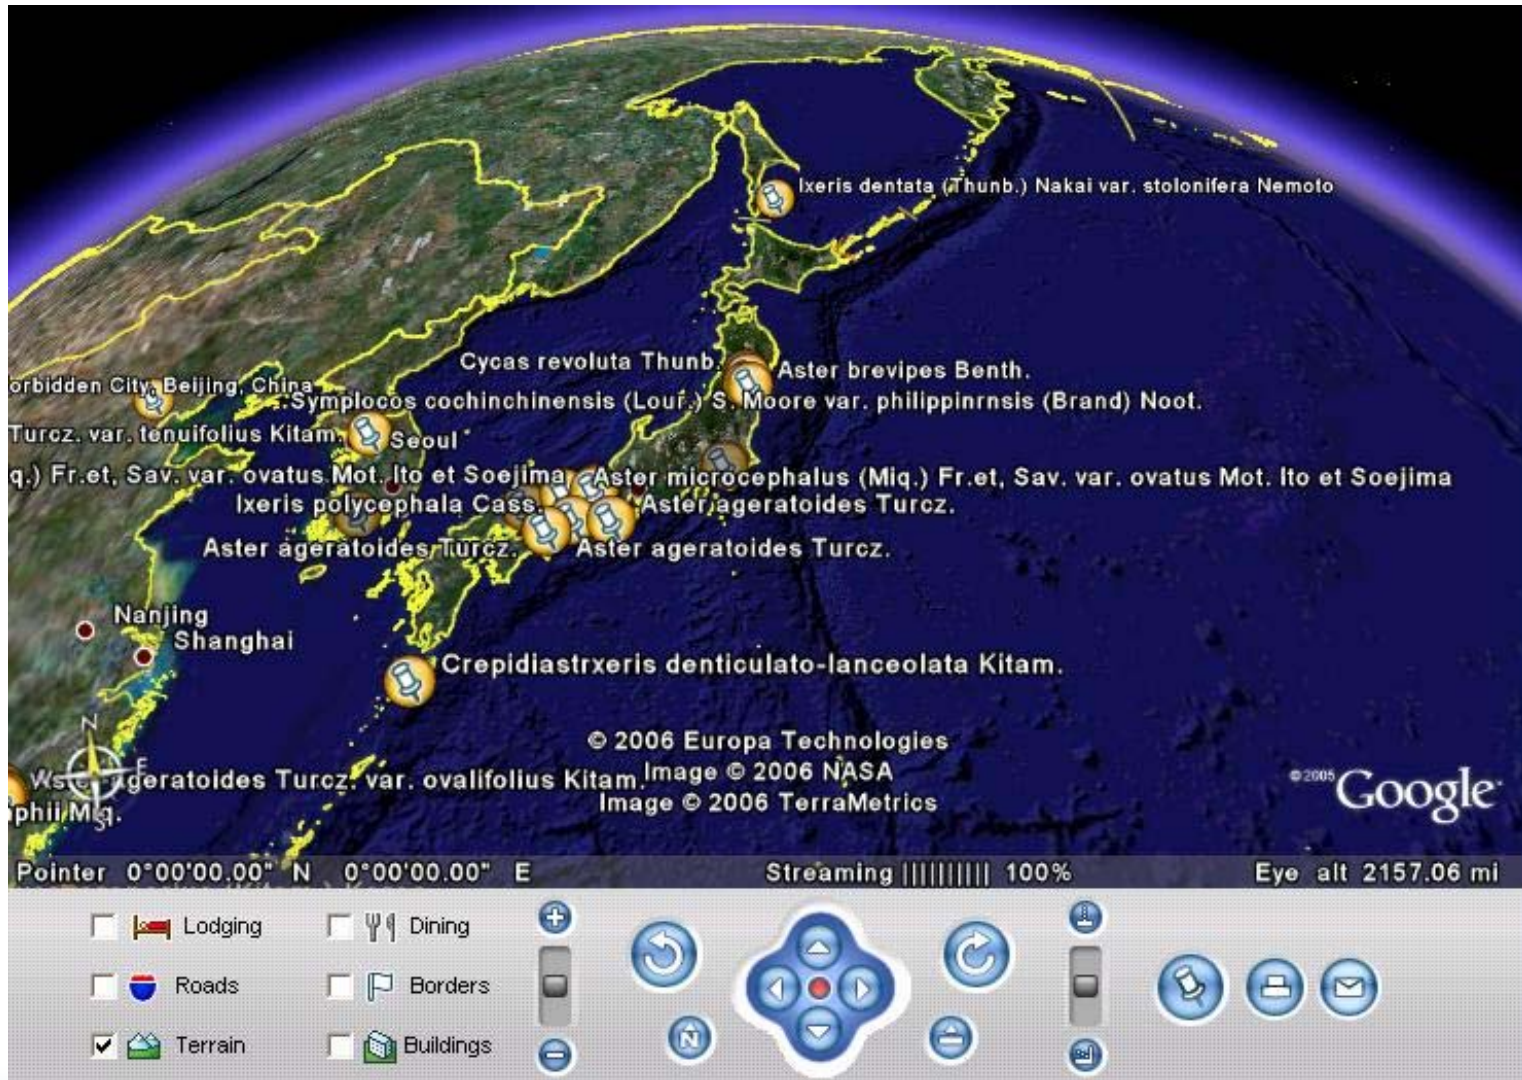 Ixeris dentata (Thunb.) Nakai var. stolonifera Nemoto
Cycas revoluta Thunb.
Aster brevipes Benth.
orbidden City, Beijing, China
Symplocos cochinchinensis (Lour.) S. Moore var. philippinrnsis (Brand) Noot.
Turcz. var. tenuifolius Kitam.
Seoul
q.) Fr.et, Sav. var. ovatus Mot. Ito et Soejima
Aster microcephalus (Miq.) Fr.et, Sav. var. ovatus Mot. Ito et Soejima
Ixeris polycephala Cass.
Aster ageratoides Turcz.
Aster ageratoides Turcz.
Aster ageratoides Turcz.
Nanjing
Shanghai
Crepidiastrxeris denticulato-lanceolata Kitam.
N
E
W
S
© 2006 Europa Technologies
geratoides Turcz. var. ovalifolius Kitam.
Image © 2006 NASA
Image © 2006 TerraMetrics
©2005 Google
phii Miq.
Pointer 0°00'00.00" N 0°00'00.00" E
Streaming |||||||||| 100%
Eye alt 2157.06 mi
Lodging
Dining
Roads
Borders
Terrain
Buildings
N